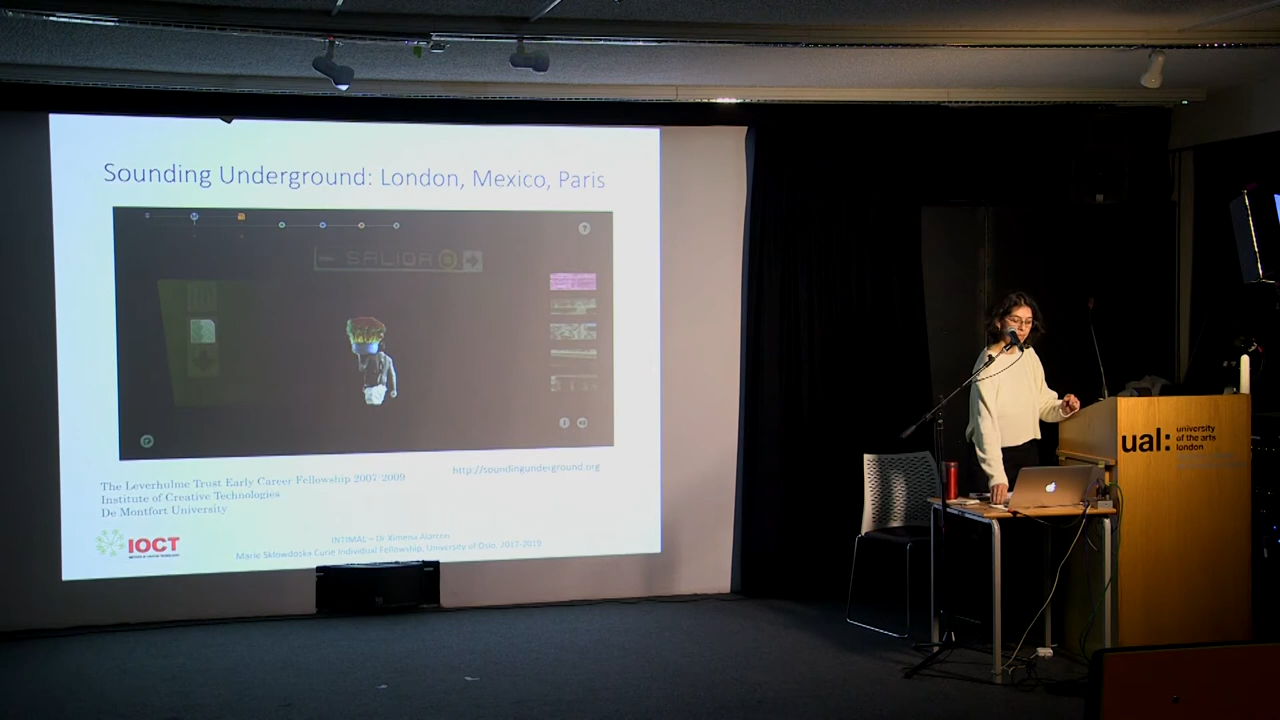 Sounding Underground: London, Mexico, Paris
SALIDA
?
http://soundingunderground.org
The Leverhulme Trust Early Career Fellowship 2007-2009
Institute of Creative Technologies
De Montfort University
IOCT
INTIMAL – Dr Ximena Alarcón
Marie Sklowdoska Curie Individual Fellowship, University of Oslo, 2017-2019
ual:
university
of the arts
london